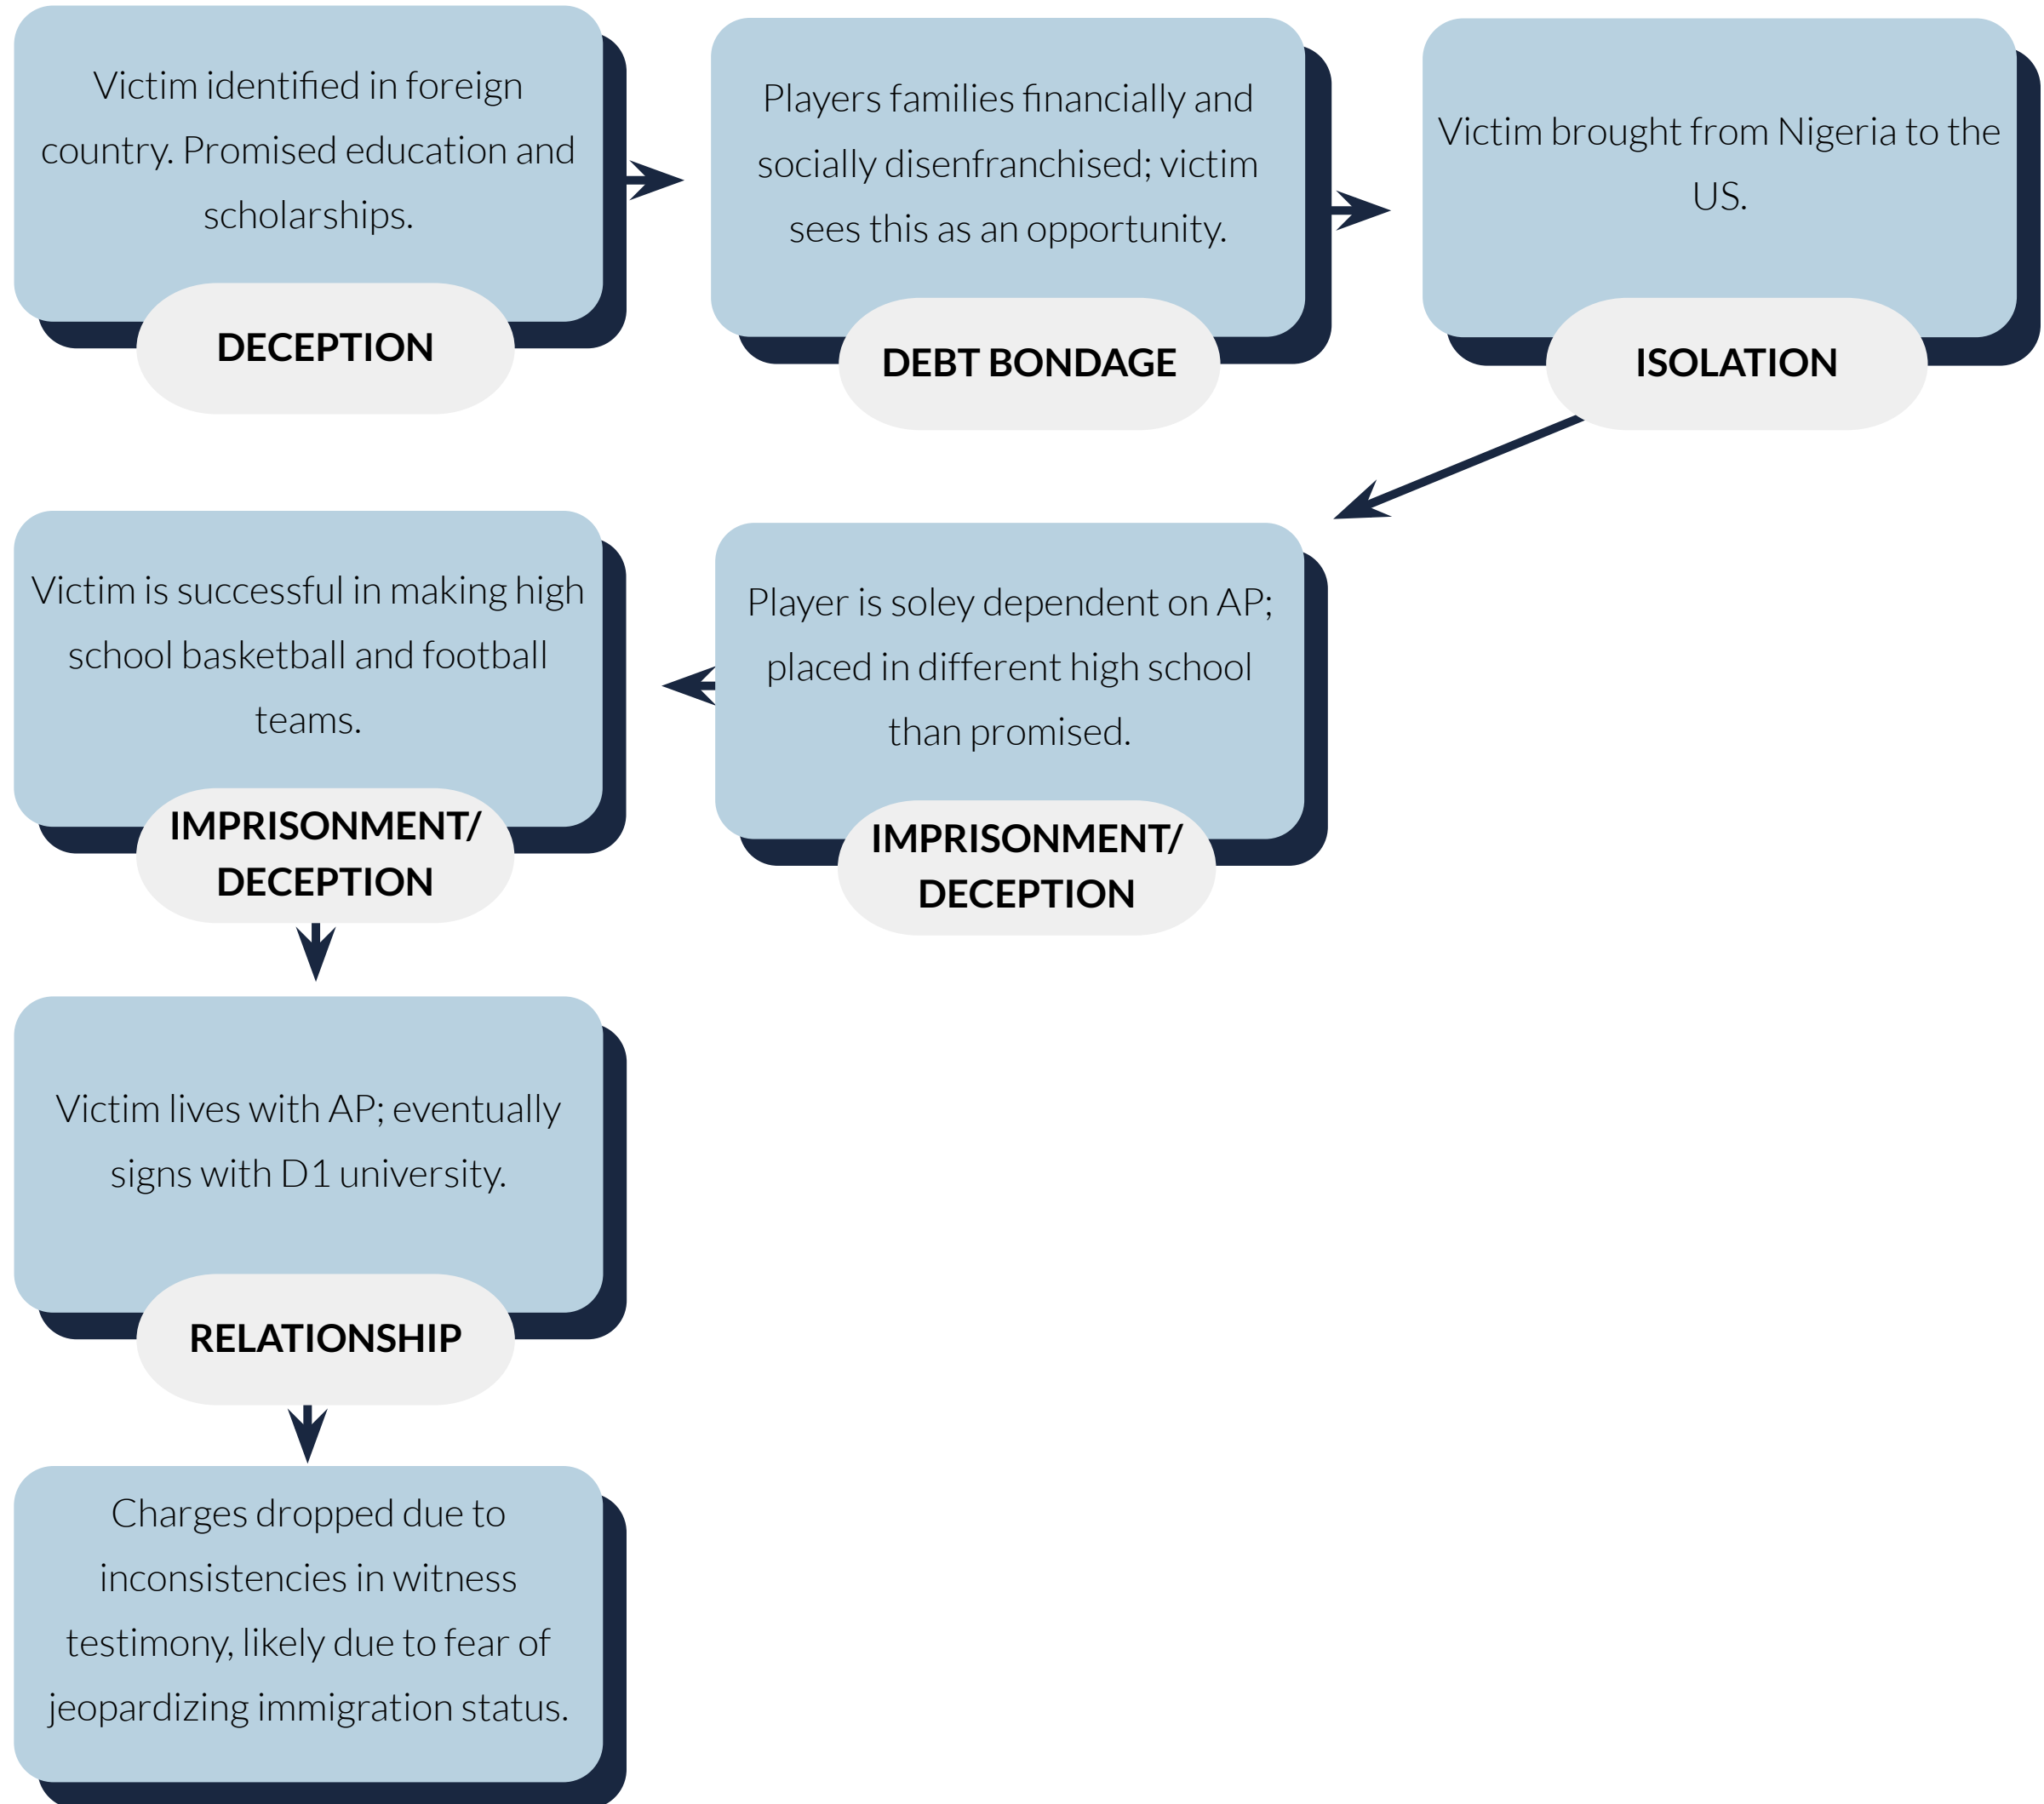 Victim identified in foreign
country. Promised education and
scholarships.
DECEPTION
Players families financially and
socially disenfranchised; victim
sees this as an opportunity.
DEBT BONDAGE
Victim brought from Nigeria to the
US.
ISOLATION
Player is soley dependent on AP;
placed in different high school
than promised.
IMPRISONMENT/
DECEPTION
Victim is successful in making high
school basketball and football
teams.
IMPRISONMENT/
DECEPTION
Victim lives with AP; eventually
signs with D1 university.
RELATIONSHIP
Charges dropped due to
inconsistencies in witness
testimony, likely due to fear of
jeopardizing immigration status.